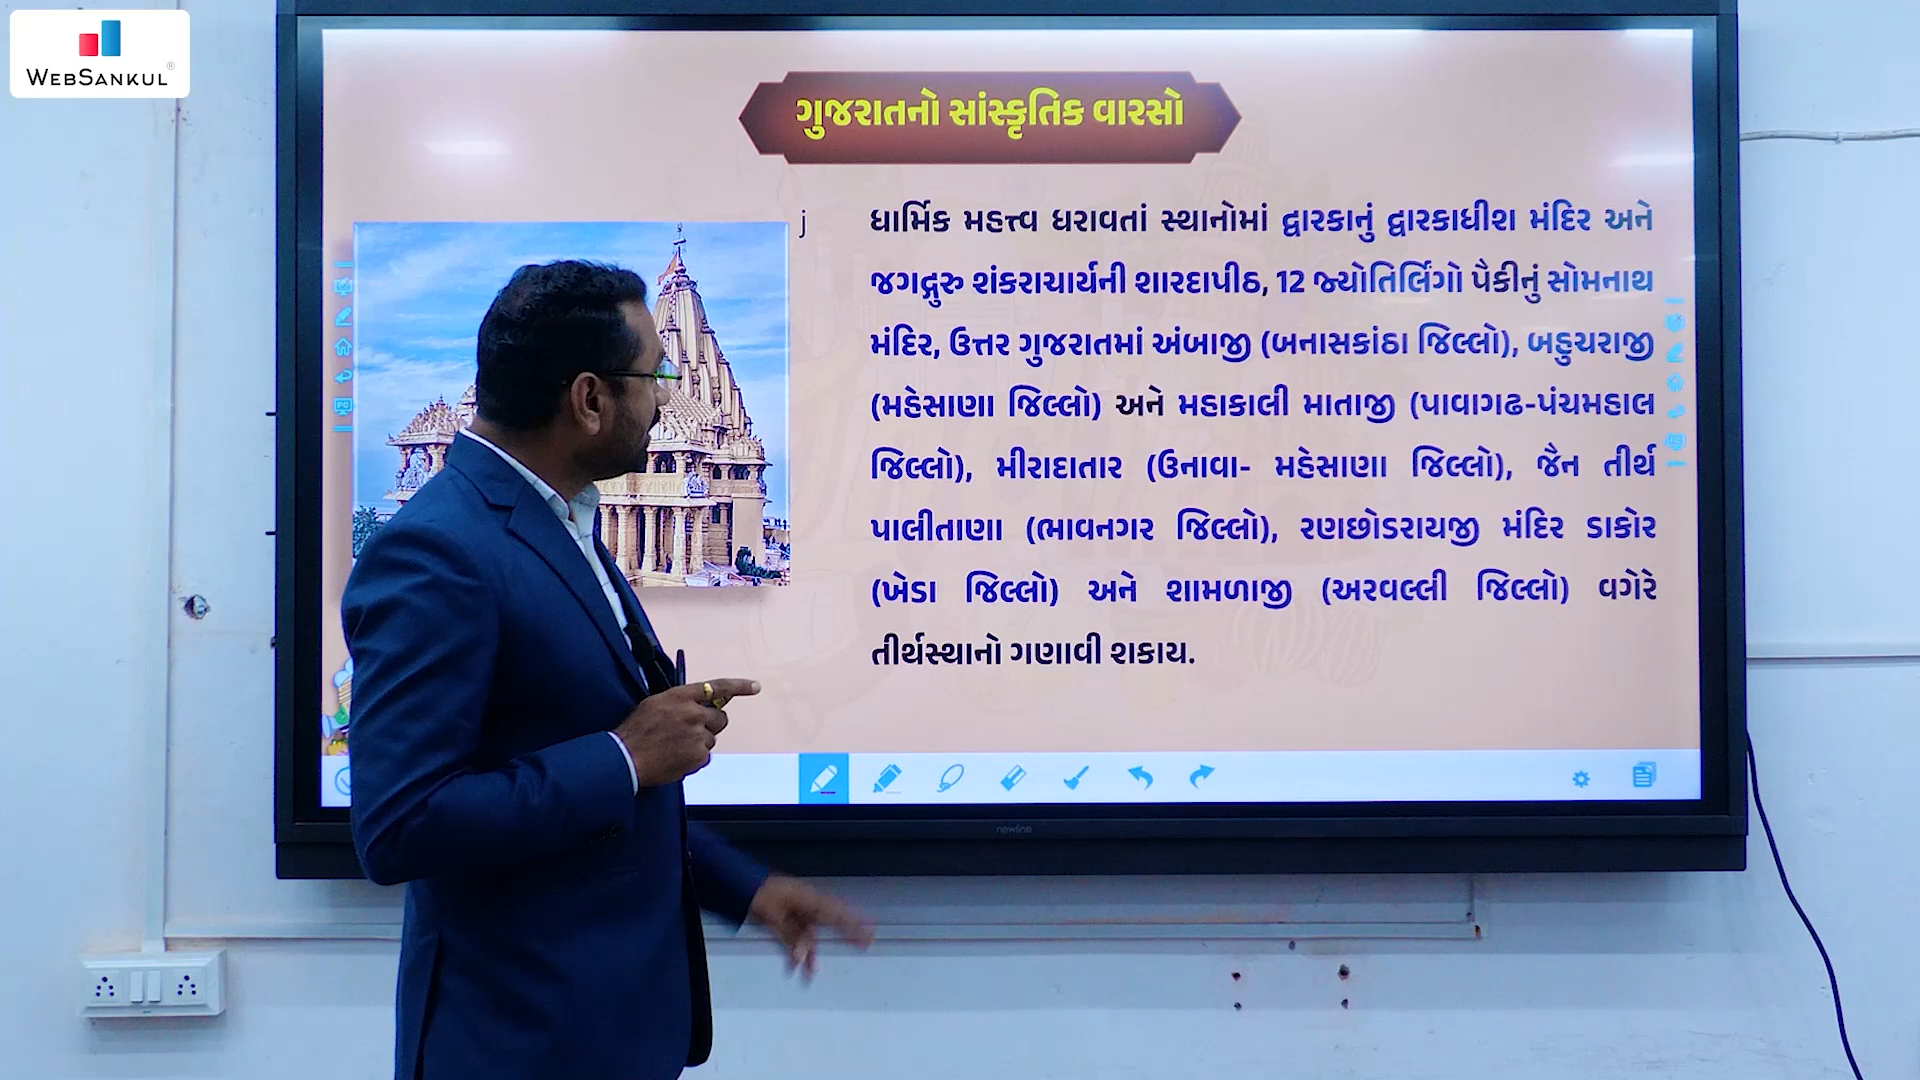 WEBSANKUL®
ગુજરાતનો સાંસ્કૃતિક વારસો
j
ધાર્મિક મહત્ત્વ ધરાવતાં સ્થાનોમાં દ્વારકાનું દ્વારકાધીશ મંદિર અને
જગદ્ગુરુ શંકરાચાર્યની શારદાપીઠ, 12 જ્યોતિર્લિંગો પૈકીનું સોમનાથ
મંદિર, ઉત્તર ગુજરાતમાં અંબાજી (બનાસકાંઠા જિલ્લો), બહુચરાજી
(મહેસાણા જિલ્લો) અને મહાકાલી માતાજી (પાવાગઢ-પંચમહાલ
જિલ્લો), મીરાદાતાર (ઉનાવા- મહેસાણા જિલ્લો), જૈન તીર્થ
પાલીતાણા (ભાવનગર જિલ્લો), રણછોડરાયજી મંદિર ડાકોર
(ખેડા જિલ્લો) અને શામળાજી (અરવલ્લી જિલ્લો) વગેરે
તીર્થસ્થાનો ગણાવી શકાય.
newline